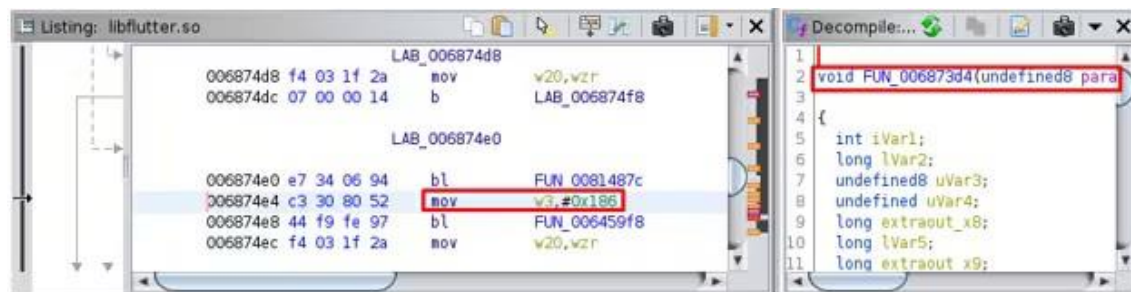 Listing: libflutter.so
LAB_006874d8
006874d8 f4 03 1f 2a mov w20,wzr
006874dc 07 00 00 14 b LAB_006874f8
LAB_006874e0
006874e0 e7 34 06 94 bl FUN_0081487c
006874e4 c3 30 80 52 mov w3,#0x186
006874e8 44 f9 fe 97 bl FUN_006459f8
006874ec f4 03 1f 2a mov w20,wzr
Decompile:...
1
2 void FUN_006873d4(undefined8 para
3
4 {
5 int iVar1;
6 long lVar2;
7 undefined8 uVar3;
8 undefined uVar4;
9 long extraout_x8;
10 long lVar5;
11 long extraout_x9;